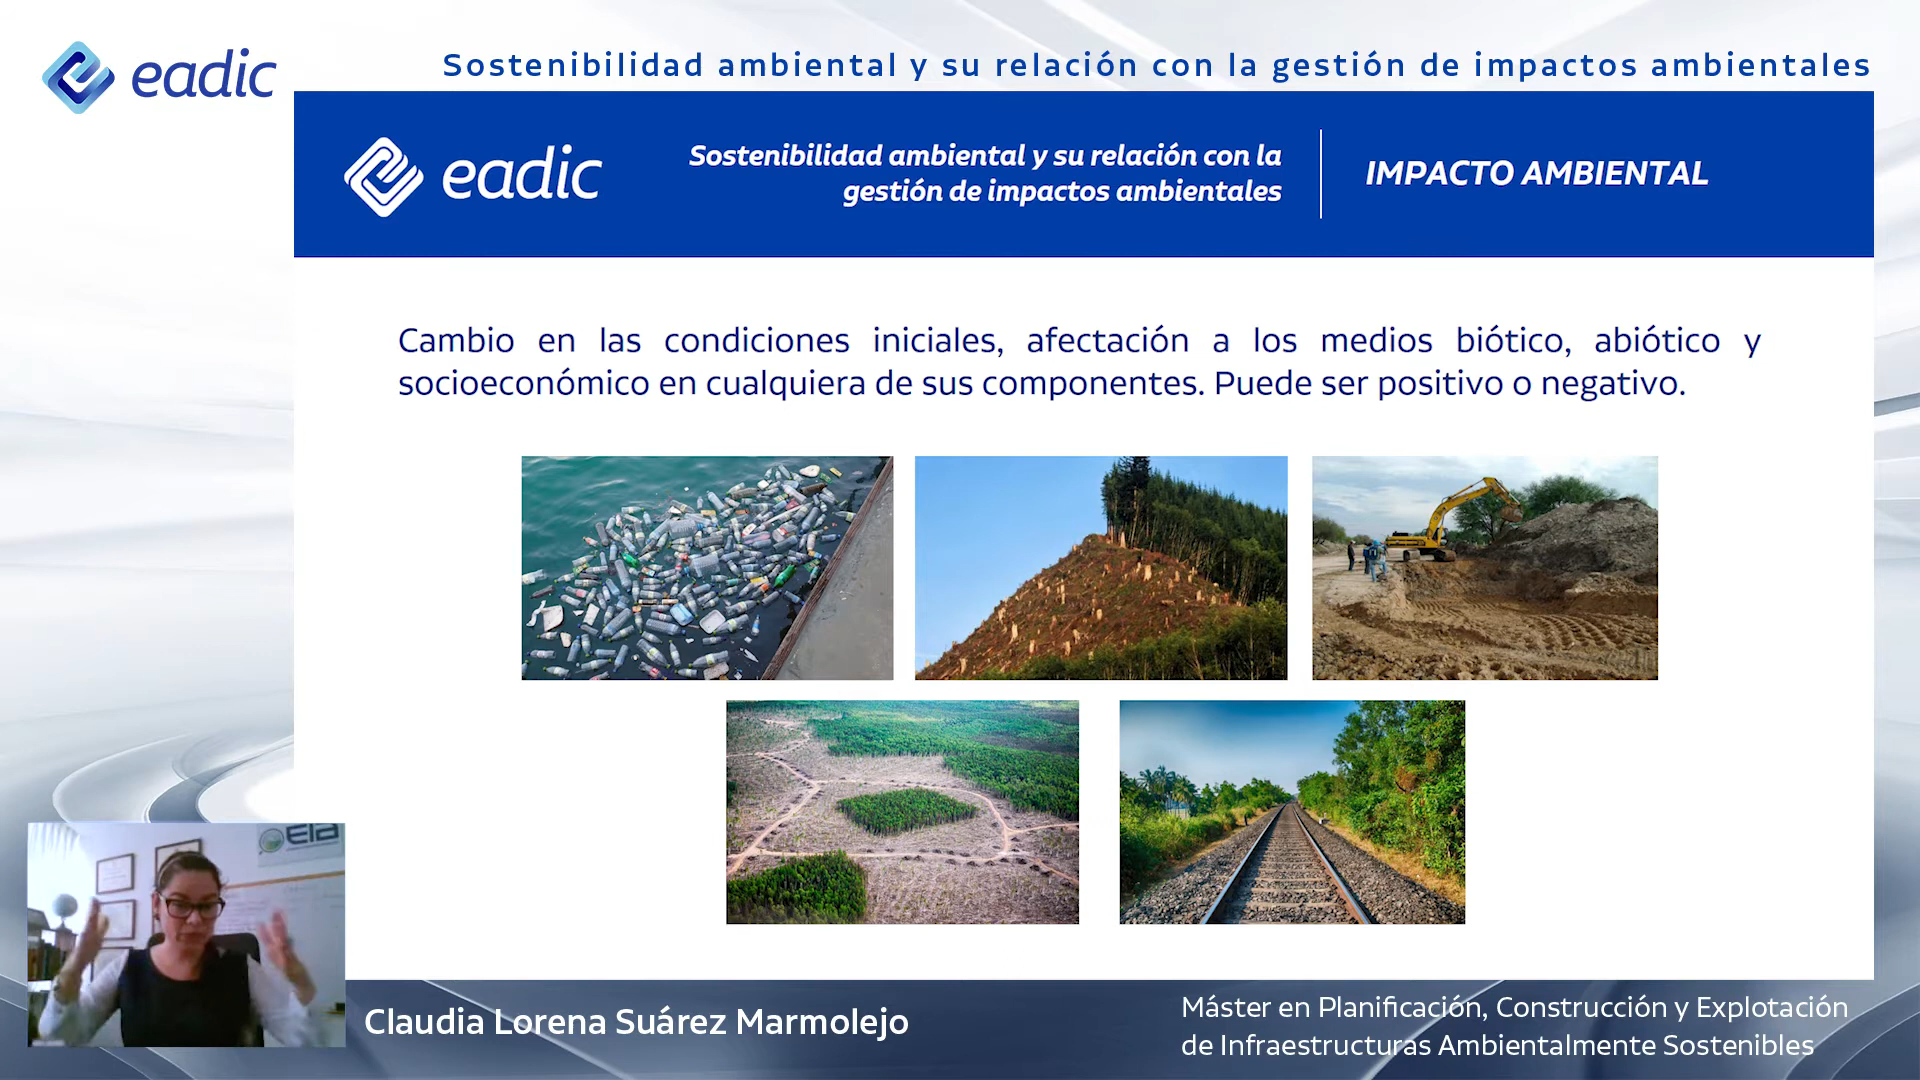 eadic
Sostenibilidad ambiental y su relación con la gestión de impactos ambientales
eadic
Sostenibilidad ambiental y su relación con la
gestión de impactos ambientales
IMPACTO AMBIENTAL
Cambio en las condiciones iniciales, afectación a los medios biótico, abiótico y
socioeconómico en cualquiera de sus componentes. Puede ser positivo o negativo.
Claudia Lorena Suárez Marmolejo
Máster en Planificación, Construcción y Explotación
de Infraestructuras Ambientalmente Sostenibles